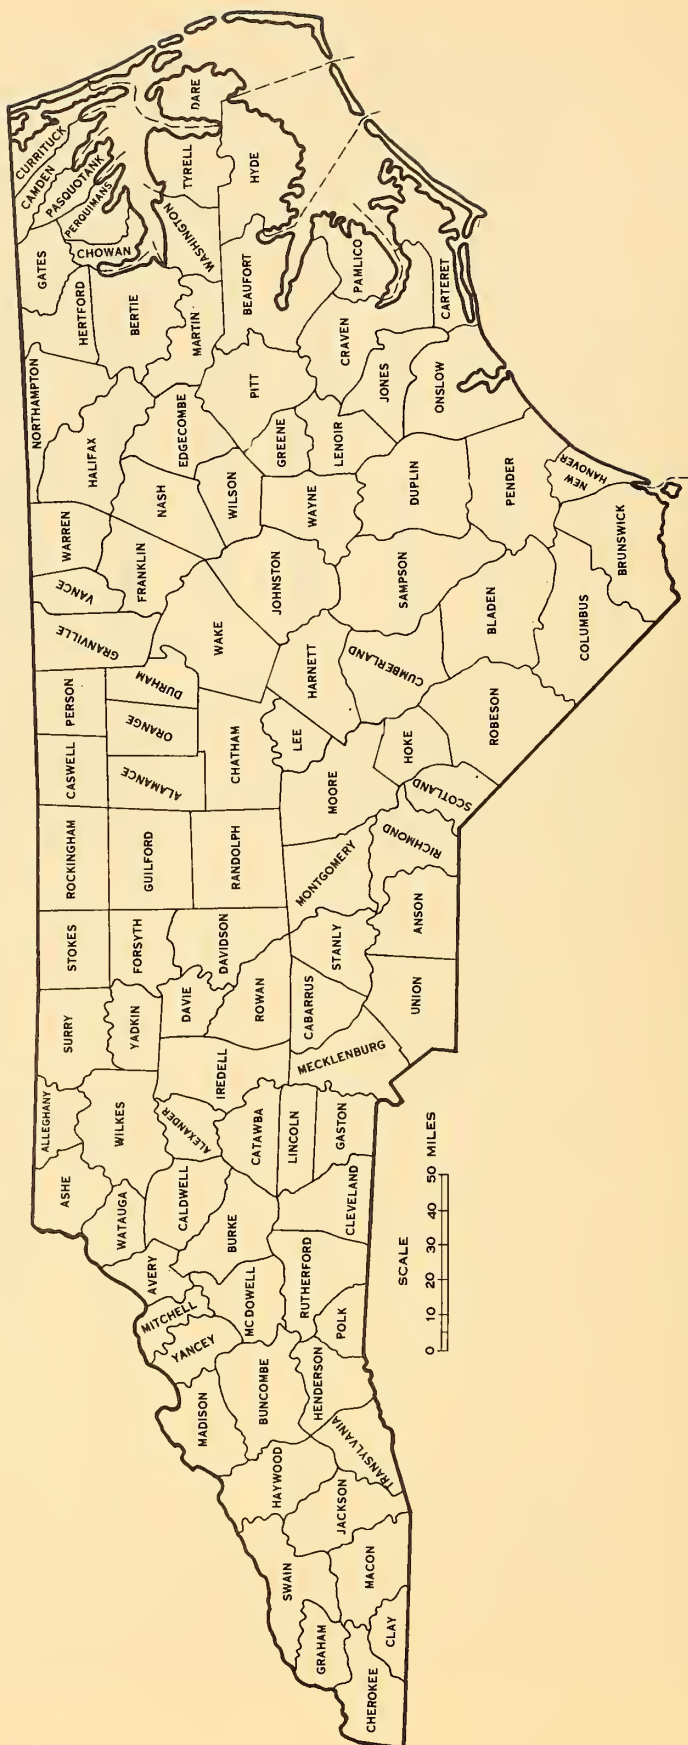 CHEROKEE
GRAHAM
CLAY
SWAIN
MACON
JACKSON
HAYWOOD
TRANSYLVANIA
MADISON
BUNCOMBE
HENDERSON
YANCEY
MITCHELL
AVERY
MCDOWELL
RUTHERFORD
POLK
ASHE
WATAUGA
CALDWELL
BURKE
CLEVELAND
ALLEGHANY
WILKES
ALEXANDER
CATAWBA
LINCOLN
GASTON
SURRY
YADKIN
IREDELL
MECKLENBURG
STOKES
FORSYTH
DAVIE
DAVIDSON
ROWAN
CABARRUS
STANLY
UNION
ANSON
ROCKINGHAM
GUILFORD
RANDOLPH
MONTGOMERY
RICHMOND
CASWELL
ALAMANCE
CHATHAM
MOORE
SCOTLAND
HOKE
LEE
PERSON
ORANGE
DURHAM
GRANVILLE
WAKE
HARNETT
CUMBERLAND
ROBESON
VANCE
WARREN
FRANKLIN
JOHNSTON
SAMPSON
BLADEN
COLUMBUS
BRUNSWICK
NORTHAMPTON
HALIFAX
NASH
EDGECOMBE
WILSON
WAYNE
GREENE
LENOIR
DUPLIN
PENDER
NEW
HANOVER
HERTFORD
GATES
BERTIE
MARTIN
PITT
CRAVEN
JONES
ONSLOW
CURRITUCK
CAMDEN
PASQUOTANK
PERQUIMANS
CHOWAN
WASHINGTON
TYRELL
DARE
HYDE
BEAUFORT
PAMLICO
CARTERET
SCALE
0 10 20 30 40 50 MILES